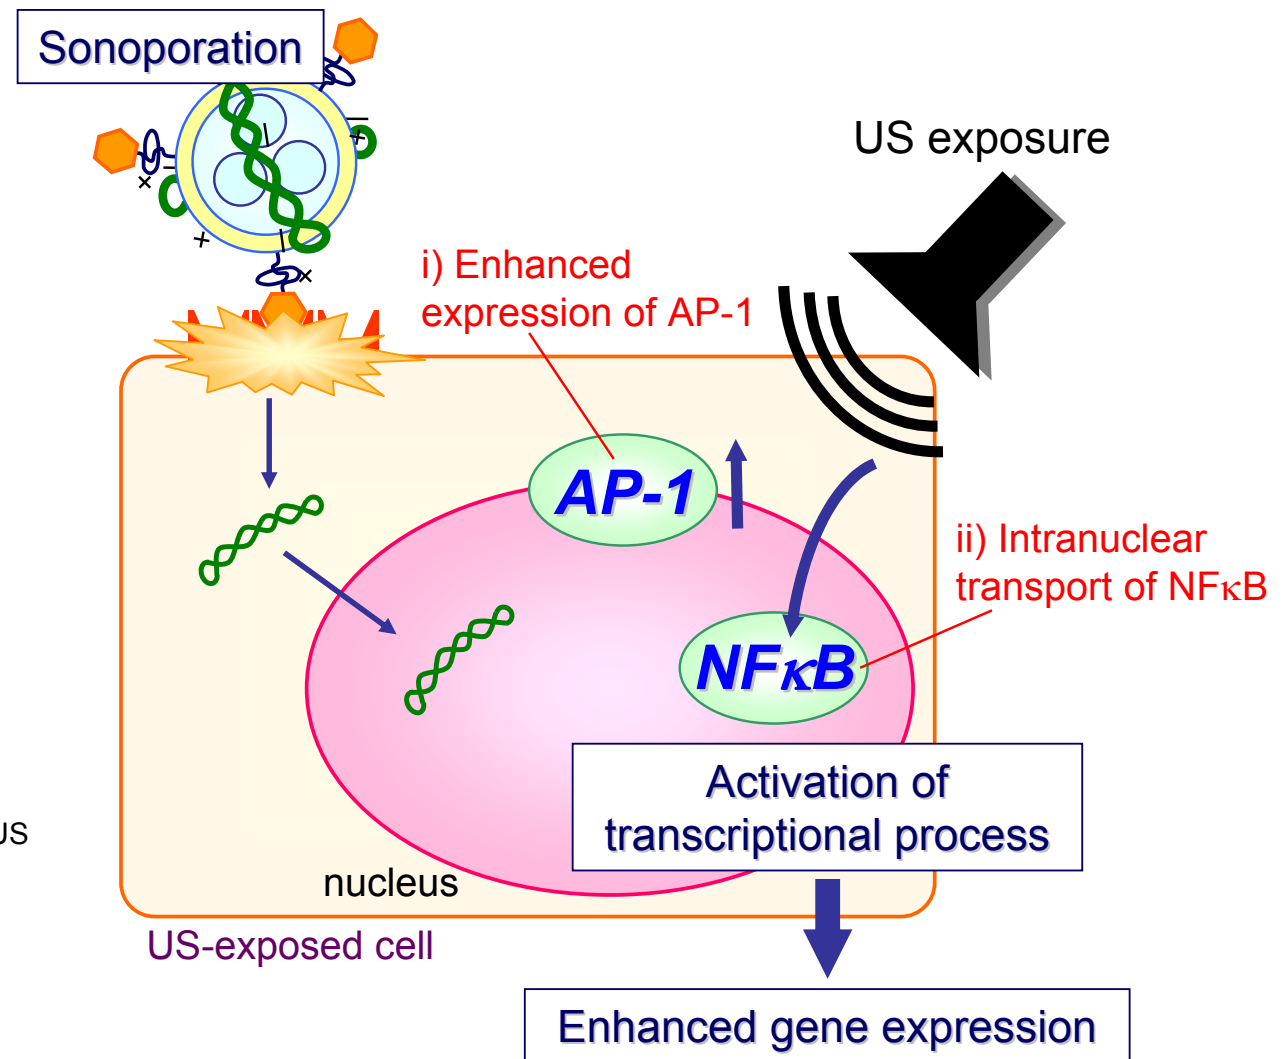 Sonoporation
US exposure
i) Enhanced
expression of AP-1
AP-1
ii) Intranuclear
transport of NFκB
NFκB
Activation of
transcriptional process
US
nucleus
US-exposed cell
Enhanced gene expression